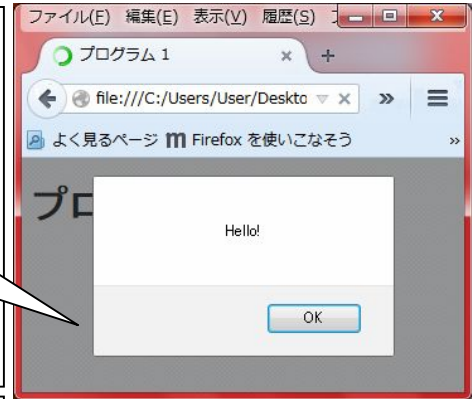 ファイル(F) 編集(E) 表示(V) 履歴(S)
プログラム 1
file:///C:/Users/User/Deskto
よく見るページ Firefox を使いこなそう
プロ
Hello!
OK